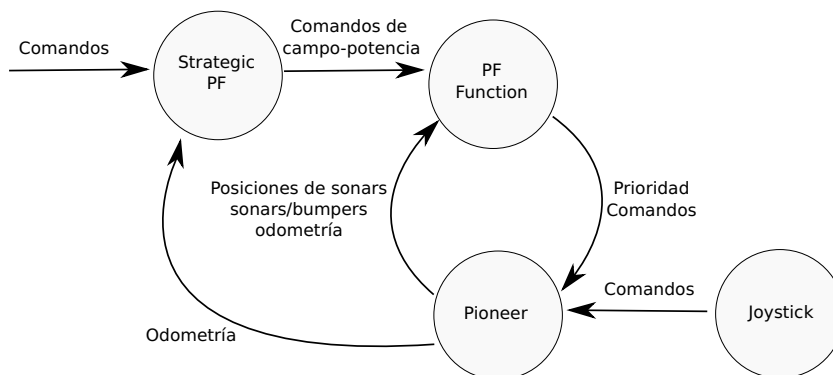 Comandos
Strategic
PF
Comandos de
campo-potencia
PF
Function
Posiciones de sonars
sonars/bumpers
odometría
Prioridad
Comandos
Odometría
Pioneer
Comandos
Joystick